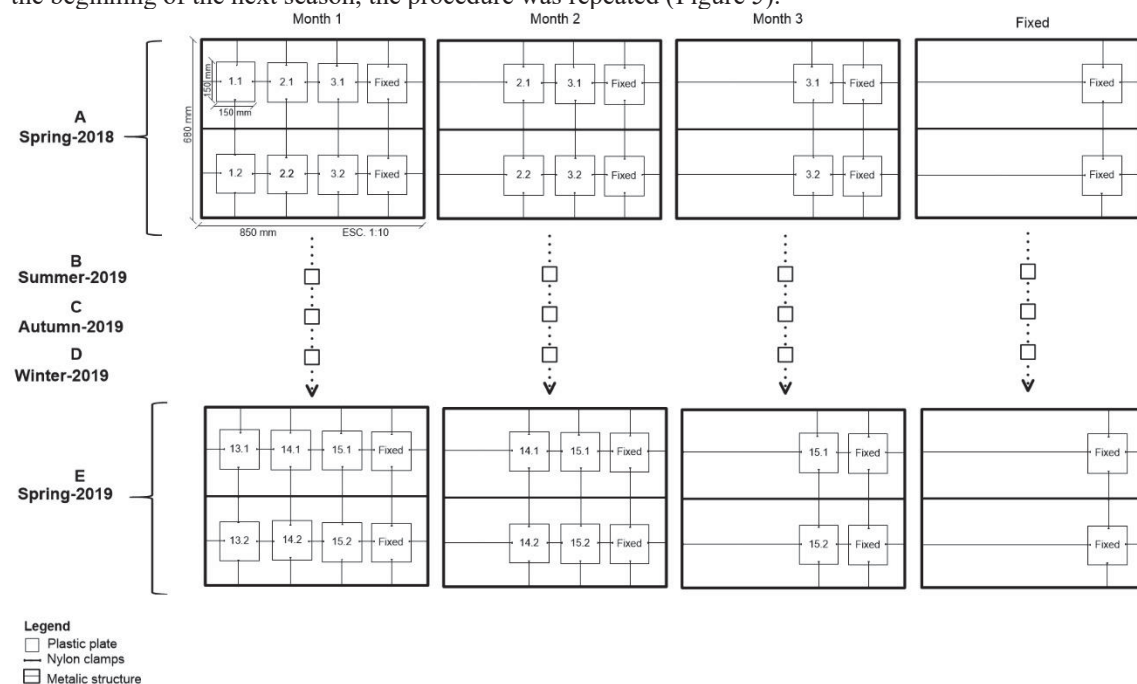 the beginning of the next season, the procedure was repeated (Figure 5).
Month 1 Month 2 Month 3 Fixed
A
Spring-2018
150 mm
150 mm
680 mm
1.1 2.1 3.1 Fixed
1.2 2.2 3.2 Fixed
850 mm ESC. 1:10
2.1 3.1 Fixed
2.2 3.2 Fixed
3.1 Fixed
3.2 Fixed
Fixed
Fixed
B
Summer-2019
C
Autumn-2019
D
Winter-2019
E
Spring-2019
13.1 14.1 15.1 Fixed
13.2 14.2 15.2 Fixed
14.1 15.1 Fixed
14.2 15.2 Fixed
15.1 Fixed
15.2 Fixed
Fixed
Fixed
Legend
Plastic plate
Nylon clamps
Metalic structure